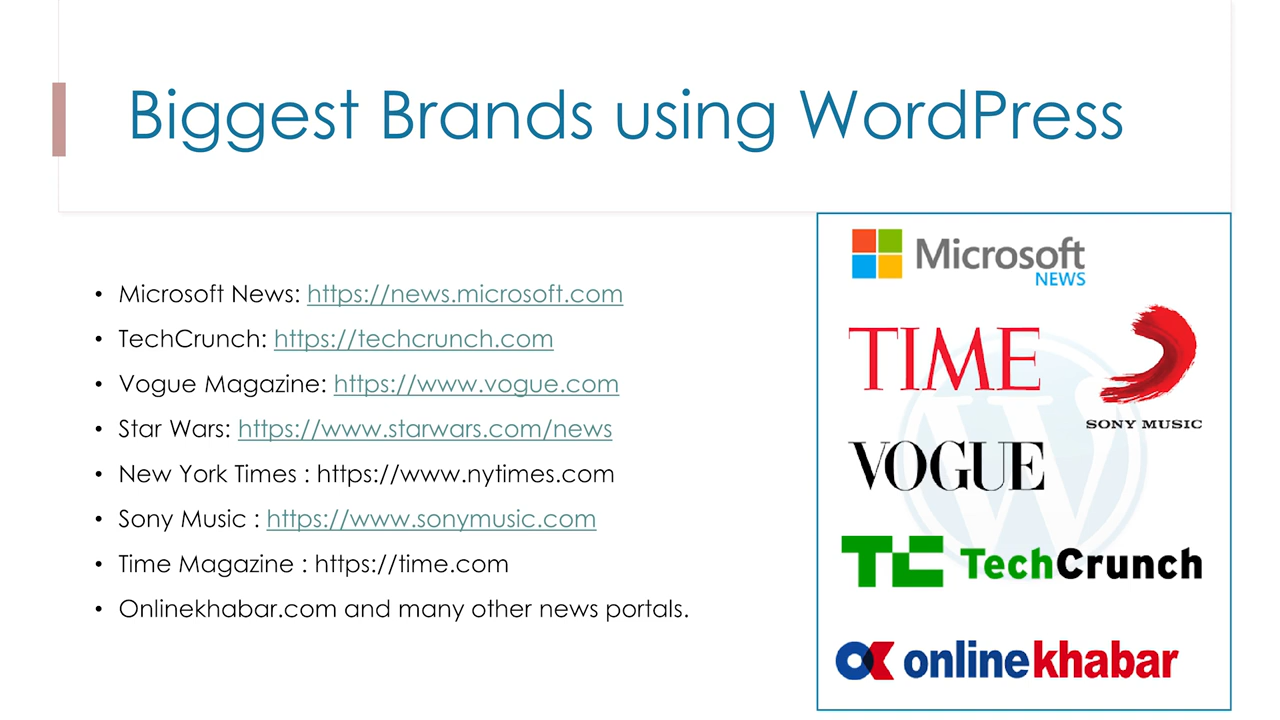 Biggest Brands using WordPress
• Microsoft News: https://news.microsoft.com
• TechCrunch: https://techcrunch.com
• Vogue Magazine: https://www.vogue.com
• Star Wars: https://www.starwars.com/news
• New York Times : https://www.nytimes.com
• Sony Music : https://www.sonymusic.com
• Time Magazine : https://time.com
• Onlinekhabar.com and many other news portals.
Microsoft
NEWS
TIME
SONY MUSIC
VOGUE
TC TechCrunch
OK onlinekhabar